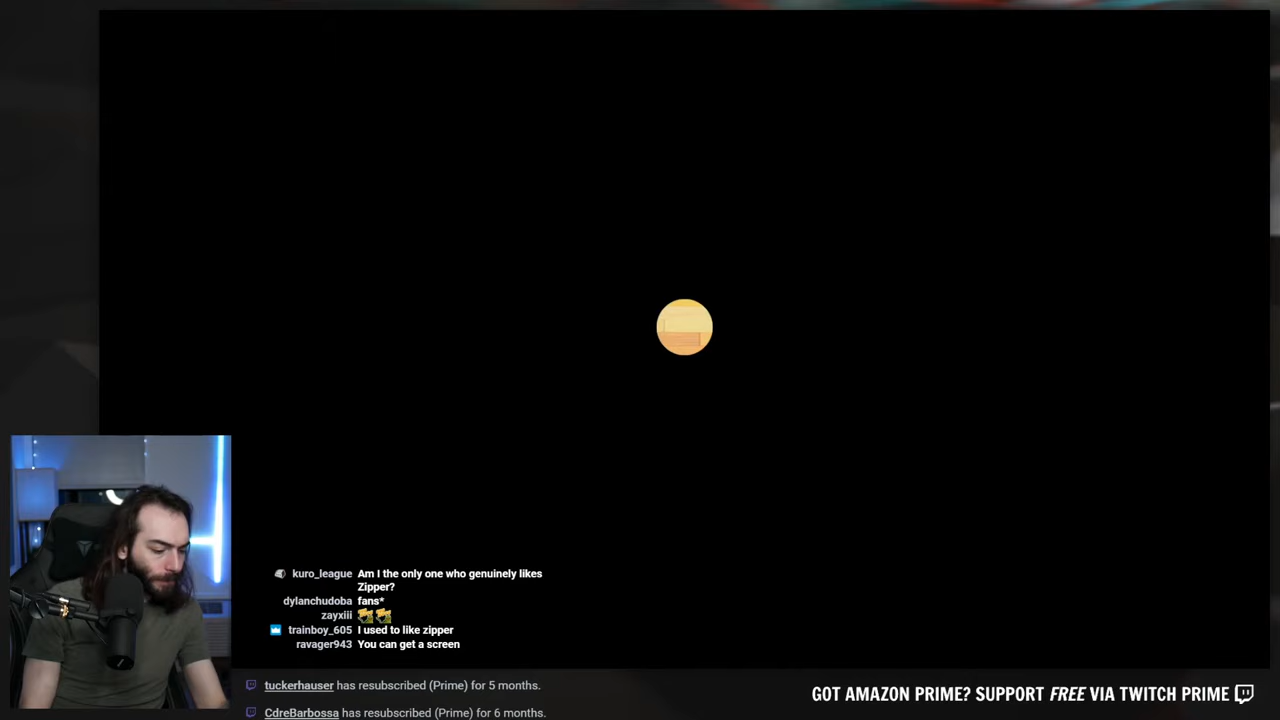 kuro_league Am I the only one who genuinely likes
Zipper?
dylanchudoba fans*
zayxiii
trainboy_605 I used to like zipper
ravager943 You can get a screen
tuckerhauser has resubscribed (Prime) for 5 months.
CdreBarbossa has resubscribed (Prime) for 6 months.
GOT AMAZON PRIME? SUPPORT FREE VIA TWITCH PRIME